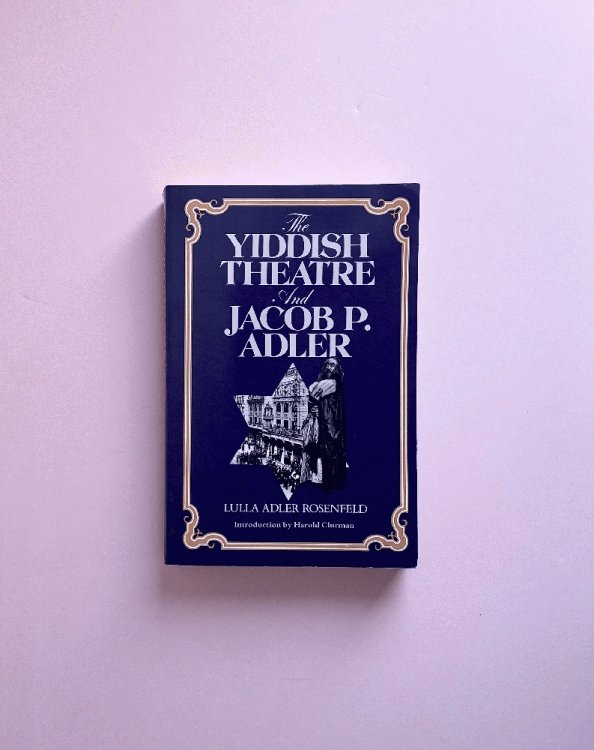 The
YIDDISH
THEATRE
And
JACOB P.
ADLER
LULLA ADLER ROSENFELD
Introduction by Harold Clurman